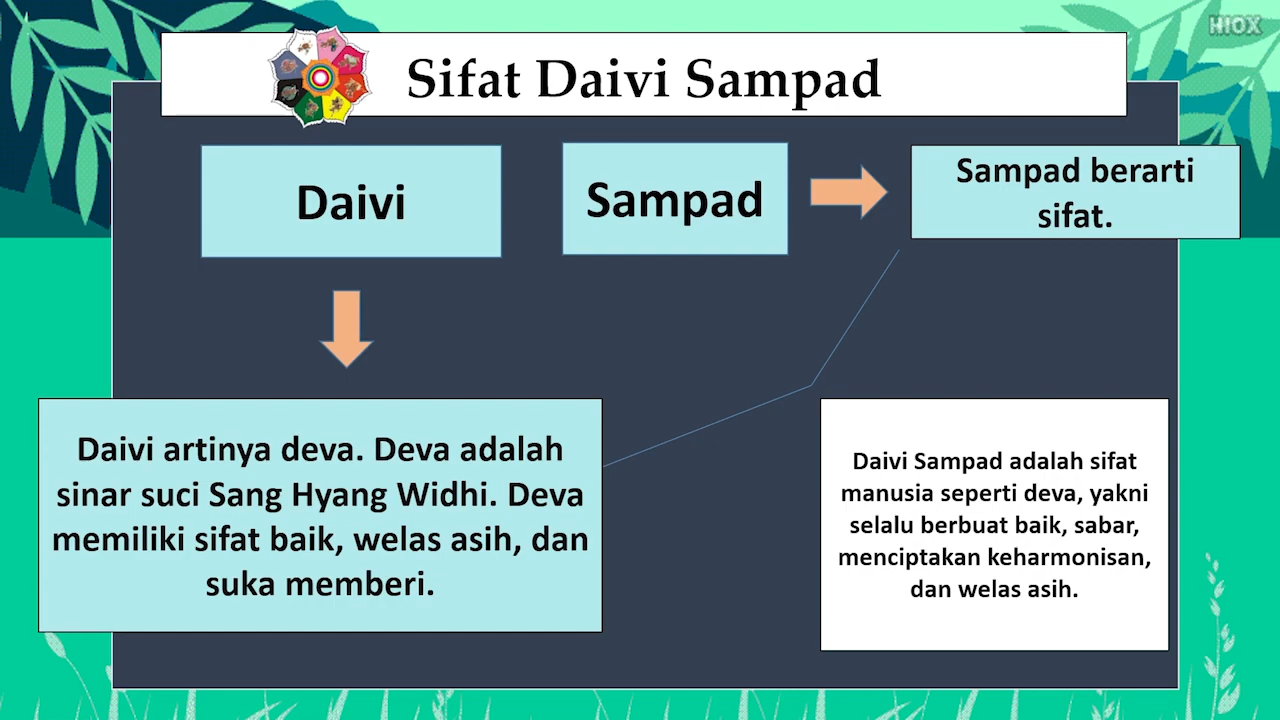 HIOX
Sifat Daivi Sampad
Daivi
Sampad
Sampad berarti
sifat.
Daivi artinya deva. Deva adalah
sinar suci Sang Hyang Widhi. Deva
memiliki sifat baik, welas asih, dan
suka memberi.
Daivi Sampad adalah sifat
manusia seperti deva, yakni
selalu berbuat baik, sabar,
menciptakan keharmonisan,
dan welas asih.